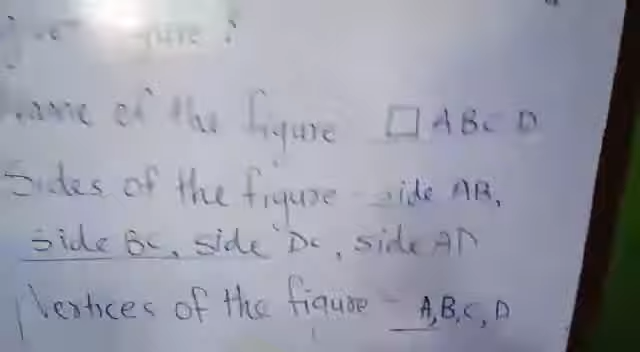 figure :
Name of the figure □ ABCD
Sides of the figure - side AB,
side BC, side DC, side AD
Vertices of the figure - A,B,C,D